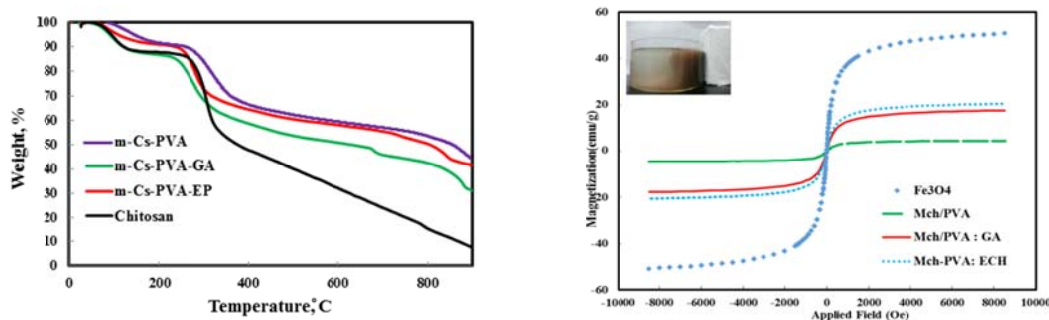 100
90
80
70
60
50
40
30
20
10
0
Weight, %
m-Cs-PVA
m-Cs-PVA-GA
m-Cs-PVA-EP
Chitosan
0 200 400 600 800
Temperature,°C
60
40
20
0
-20
-40
-60
Magnetization(emu/g)
Fe3O4
Mch/PVA
Mch/PVA : GA
Mch-PVA: ECH
-10000 -8000 -6000 -4000 -2000 0 2000 4000 6000 8000 10000
Applied Field (Oe)